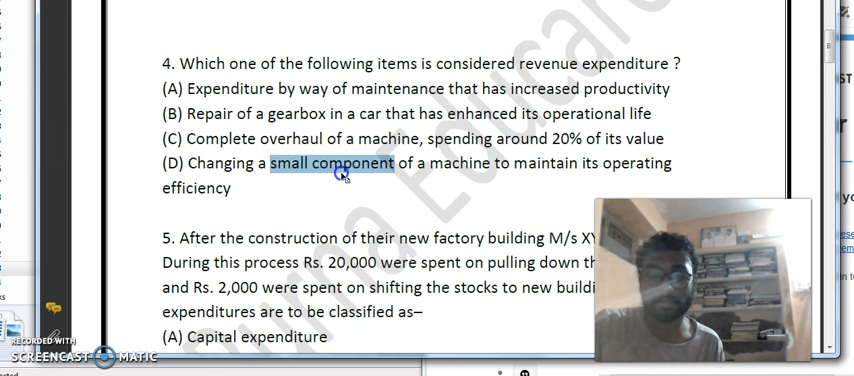 4. Which one of the following items is considered revenue expenditure ?
(A) Expenditure by way of maintenance that has increased productivity
(B) Repair of a gearbox in a car that has enhanced its operational life
(C) Complete overhaul of a machine, spending around 20% of its value
(D) Changing a small component of a machine to maintain its operating
efficiency
5. After the construction of their new factory building M/s XY
During this process Rs. 20,000 were spent on pulling down th
and Rs. 2,000 were spent on shifting the stocks to new buildi
expenditures are to be classified as–
(A) Capital expenditure
Purna Educare
RECORDED WITH
SCREENCAST MATIC